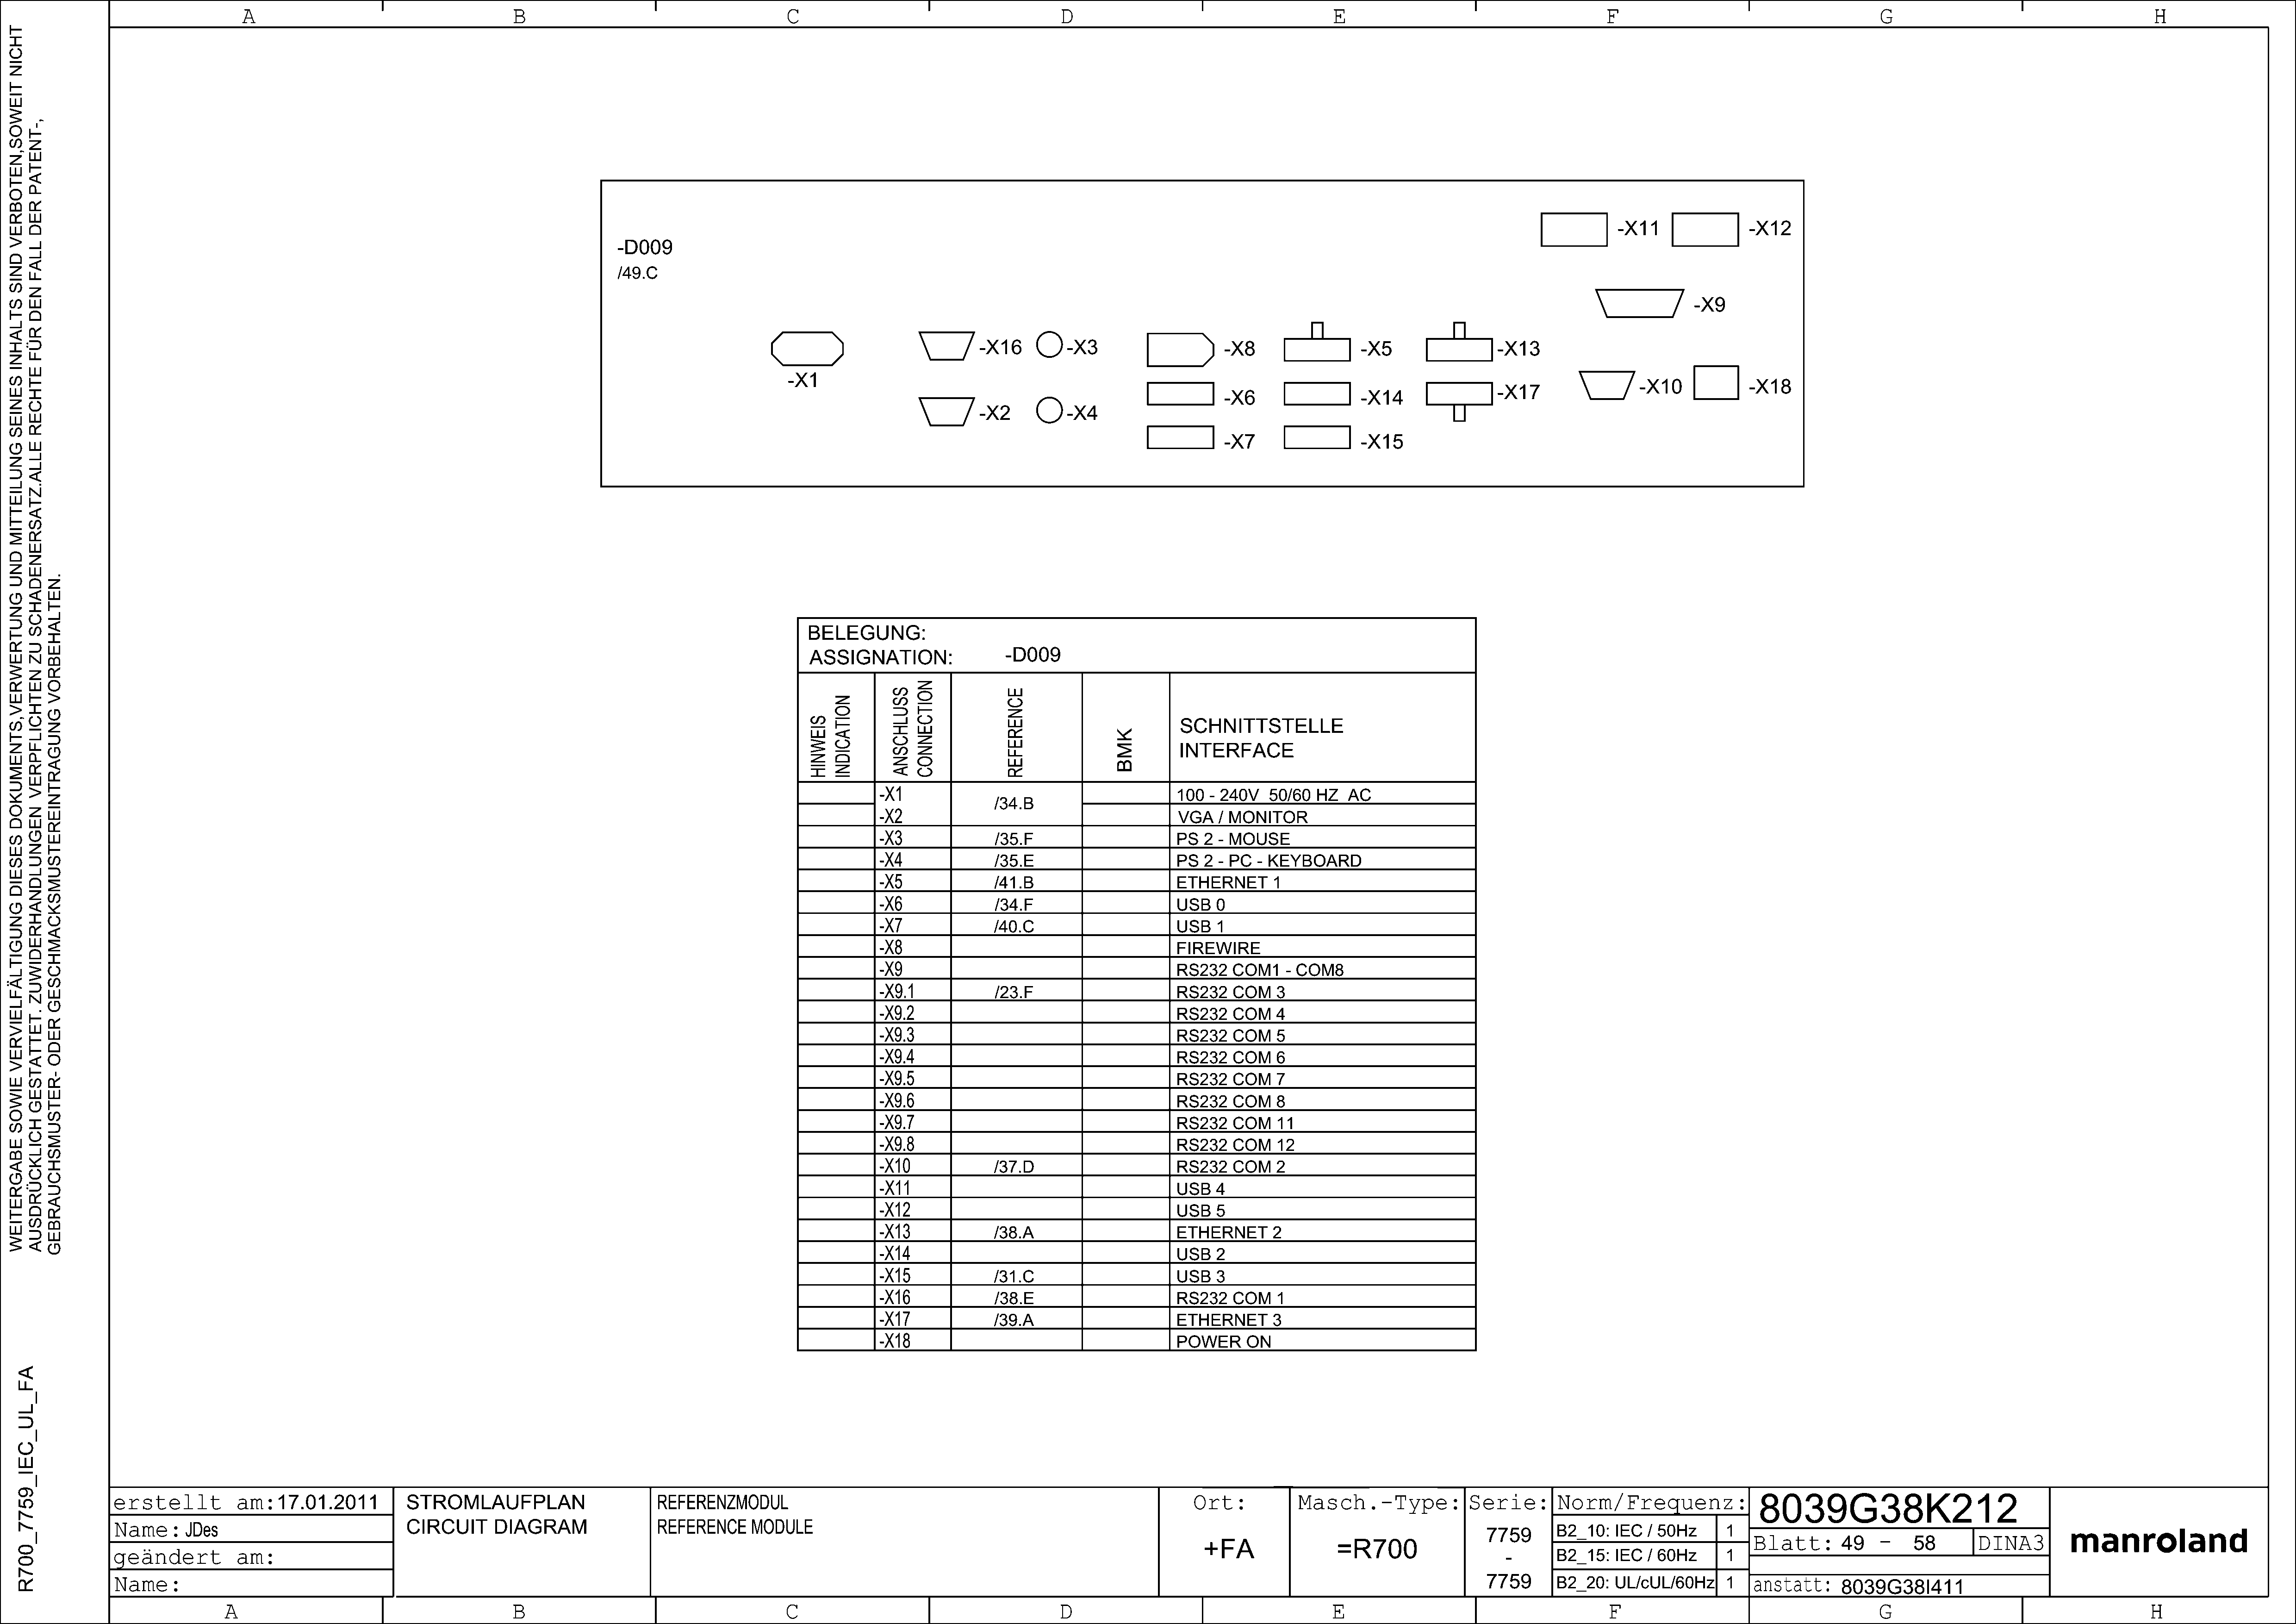 A B C D E F G H
WEITERGABE SOWIE VERVIELFÄLTIGUNG DIESES DOKUMENTS,VERWERTUNG UND MITTEILUNG SEINES INHALTS SIND VERBOTEN,SOWEIT NICHT
AUSDRÜCKLICH GESTATTET. ZUWIDERHANDLUNGEN VERPFLICHTEN ZU SCHADENERSATZ.ALLE RECHTE FÜR DEN FALL DER PATENT-,
GEBRAUCHSMUSTER- ODER GESCHMACKSMUSTEREINTRAGUNG VORBEHALTEN.
R700_7759_IEC_UL_FA
-D009
/49.C
-X11 -X12
-X9
-X1
-X16 -X3 -X8 -X5 -X13
-X6 -X14 -X17 -X10 -X18
-X2 -X4
-X7 -X15
BELEGUNG:
ASSIGNATION: -D009
HINWEIS
INDICATION
ANSCHLUSS
CONNECTION
REFERENCE
BMK
SCHNITTSTELLE
INTERFACE
-X1 /34.B 100 - 240V 50/60 HZ AC
-X2 VGA / MONITOR
-X3 /35.F PS 2 - MOUSE
-X4 /35.E PS 2 - PC - KEYBOARD
-X5 /41.B ETHERNET 1
-X6 /34.F USB 0
-X7 /40.C USB 1
-X8 FIREWIRE
-X9 RS232 COM1 - COM8
-X9.1 /23.F RS232 COM 3
-X9.2 RS232 COM 4
-X9.3 RS232 COM 5
-X9.4 RS232 COM 6
-X9.5 RS232 COM 7
-X9.6 RS232 COM 8
-X9.7 RS232 COM 11
-X9.8 RS232 COM 12
-X10 /37.D RS232 COM 2
-X11 USB 4
-X12 USB 5
-X13 /38.A ETHERNET 2
-X14 USB 2
-X15 /31.C USB 3
-X16 /38.E RS232 COM 1
-X17 /39.A ETHERNET 3
-X18 POWER ON
erstellt am: 17.01.2011
Name: JDes
geändert am:
Name:
STROMLAUFPLAN
CIRCUIT DIAGRAM
REFERENZMODUL
REFERENCE MODULE
Ort:
+FA
Masch.-Type:
=R700
Serie:
7759
-
7759
Norm/Frequenz:
B2_10: IEC / 50Hz 1
B2_15: IEC / 60Hz 1
B2_20: UL/cUL/60Hz 1
8039G38K212
Blatt: 49 - 58 DINA3
anstatt: 8039G38I411
manroland
A B C D E F G H